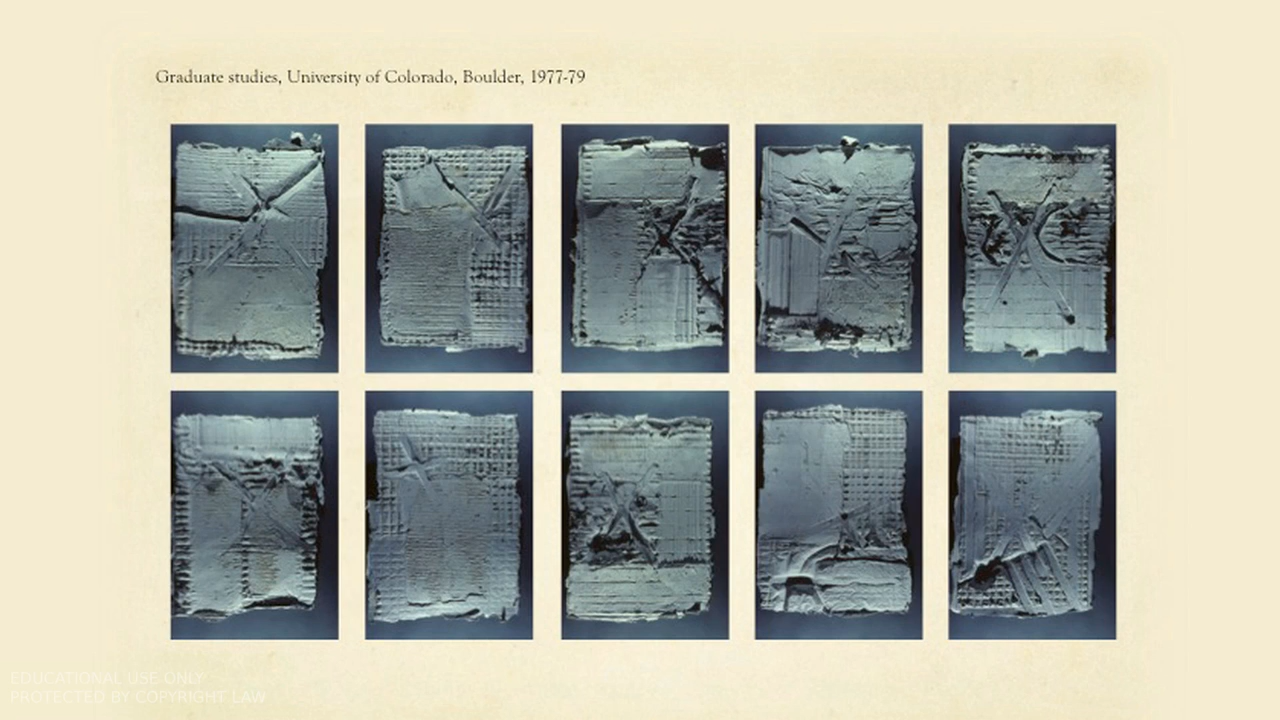 Graduate studies, University of Colorado, Boulder, 1977-79
EDUCATIONAL USE ONLY
PROTECTED BY COPYRIGHT LAW